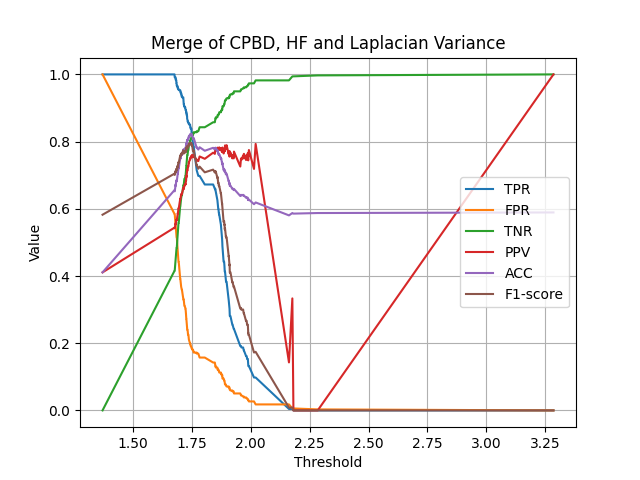 Merge of CPBD, HF and Laplacian Variance
1.0
0.8
0.6
0.4
0.2
0.0
Value
TPR
FPR
TNR
PPV
ACC
F1-score
1.50 1.75 2.00 2.25 2.50 2.75 3.00 3.25
Threshold